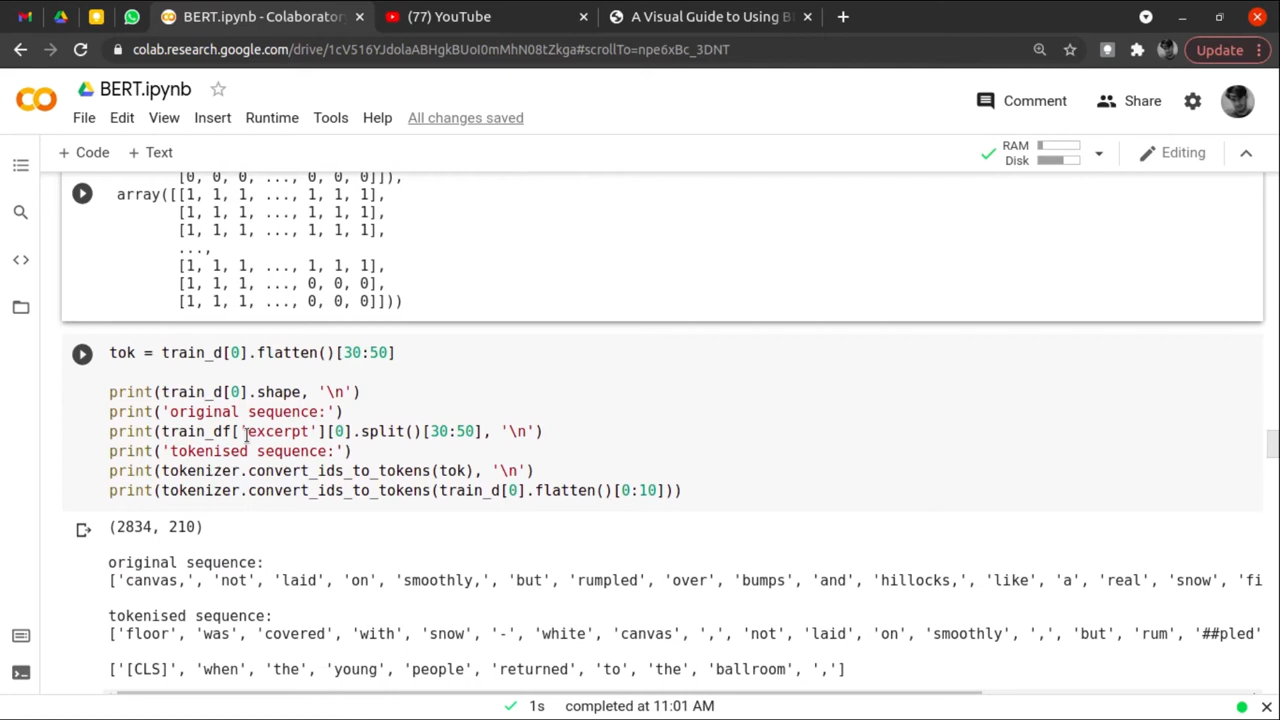 BERT.ipynb - Colaboratory
(77) YouTube
A Visual Guide to Using B
colab.research.google.com/drive/1cV516YJdolaABHgkBUoI0mMhN08tZkga#scrollTo=npe6xBc_3DNT
Update
BERT.ipynb
File Edit View Insert Runtime Tools Help All changes saved
Comment
Share
+ Code + Text
RAM
Disk
Editing
[0, 0, 0, ..., 0, 0, 0]]),
array([[1, 1, 1, ..., 1, 1, 1],
[1, 1, 1, ..., 1, 1, 1],
[1, 1, 1, ..., 1, 1, 1],
...,
[1, 1, 1, ..., 1, 1, 1],
[1, 1, 1, ..., 0, 0, 0],
[1, 1, 1, ..., 0, 0, 0]]))
tok = train_d[0].flatten()[30:50]
print(train_d[0].shape, '\n')
print('original sequence:')
print(train_df['excerpt'][0].split()[30:50], '\n')
print('tokenised sequence:')
print(tokenizer.convert_ids_to_tokens(tok), '\n')
print(tokenizer.convert_ids_to_tokens(train_d[0].flatten()[0:10]))
(2834, 210)
original sequence:
['canvas,', 'not', 'laid', 'on', 'smoothly,', 'but', 'rumpled', 'over', 'bumps', 'and', 'hillocks,', 'like', 'a', 'real', 'snow', 'fi
tokenised sequence:
['floor', 'was', 'covered', 'with', 'snow', '-', 'white', 'canvas', ',', 'not', 'laid', 'on', 'smoothly', ',', 'but', 'rum', '##pled'
['[CLS]', 'when', 'the', 'young', 'people', 'returned', 'to', 'the', 'ballroom', ',']
1s completed at 11:01 AM